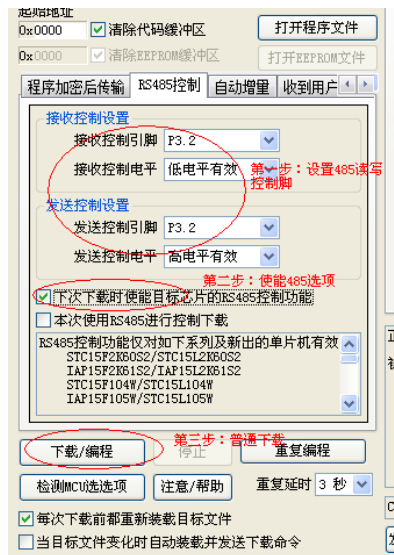 起始地址
0x0000 清除代码缓冲区 打开程序文件
0x0000 清除EEPROM缓冲区 打开EEPROM文件
程序加密后传输 RS485控制 自动增量 收到用户
接收控制设置
接收控制引脚 P3.2
接收控制电平 低电平有效
第一步：设置485读写
控制脚
发送控制设置
发送控制引脚 P3.2
发送控制电平 高电平有效
第二步：使能485选项
下次下载时使能目标芯片的RS485控制功能
本次使用RS485进行控制下载
RS485控制功能仅对如下系列及新出的单片机有效
STC15F2K60S2/STC15L2K60S2
IAP15F2K61S2/IAP15L2K61S2
STC15F104W/STC15L104W
IAP15F105W/STC15L105W
第三步：普通下载
下载/编程 停止 重复编程
检测MCU选选项 注意/帮助 重复延时 3 秒
每次下载前都重新装载目标文件
当目标文件变化时自动装载并发送下载命令